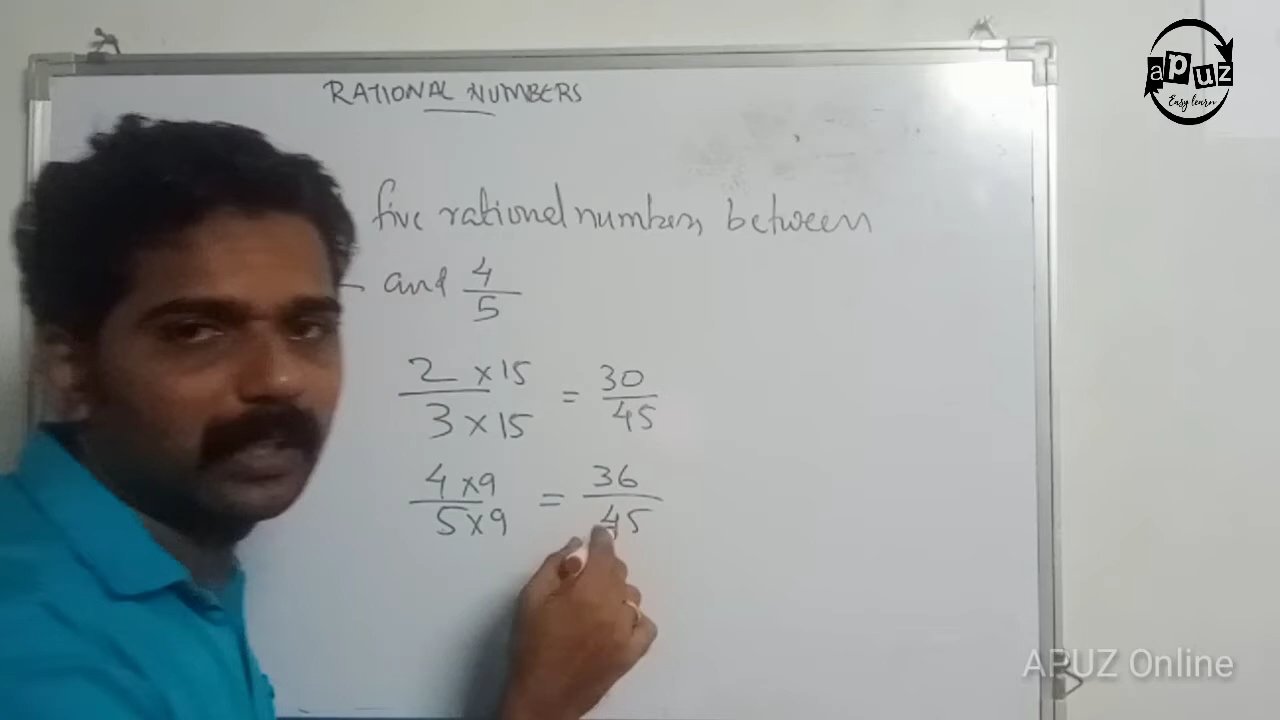 RATIONAL NUMBERS
apuz
Easy learn
five rational numbers between
and 4/5
2 × 15 / 3 × 15 = 30/45
4 × 9 / 5 × 9 = 36/45
APUZ Online